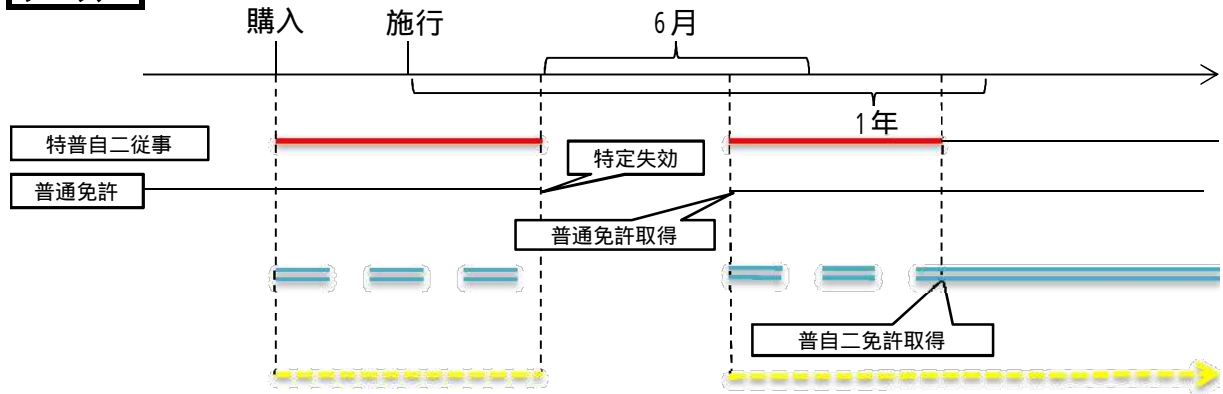 購入
施行
6月
1年
特普自二従事
特定失効
普通免許
普通免許取得
普自二免許取得